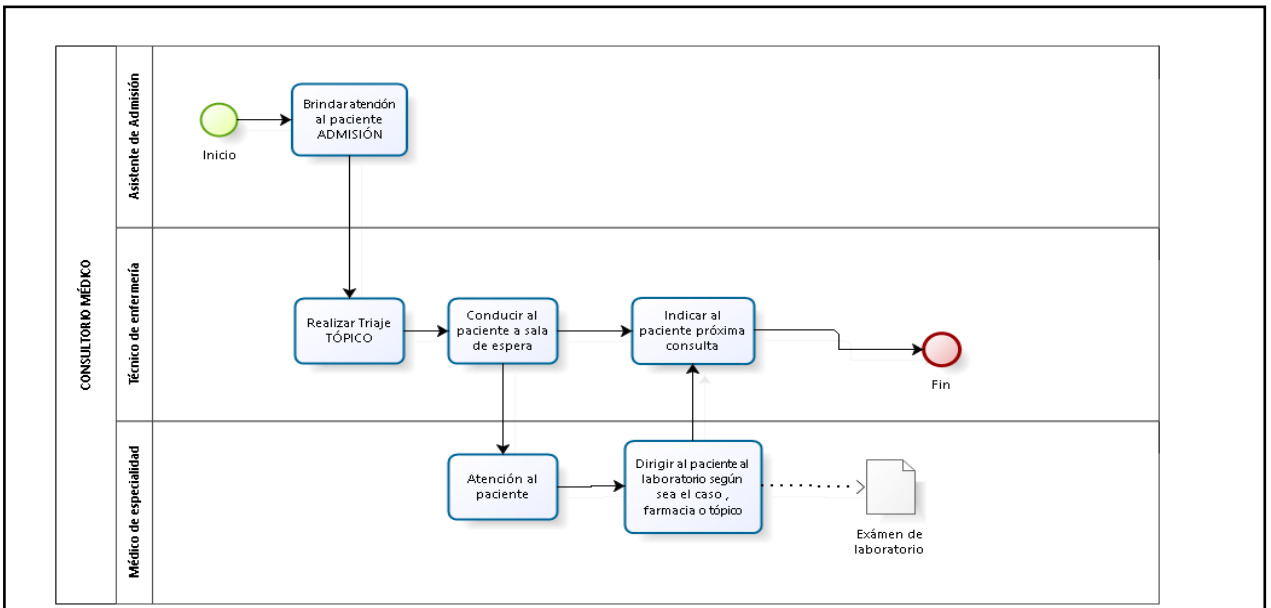 CONSULTORIO MÉDICO
Asistente de Admisión
Inicio
Brindar atención
al paciente
ADMISIÓN
Técnico de enfermería
Realizar Triaje
TÓPICO
Conducir al
paciente a sala
de espera
Indicar al
paciente próxima
consulta
Fin
Médico de especialidad
Atención al
paciente
Dirigir al paciente al
laboratorio según
sea el caso ,
farmacia o tópico
Exámen de
laboratorio